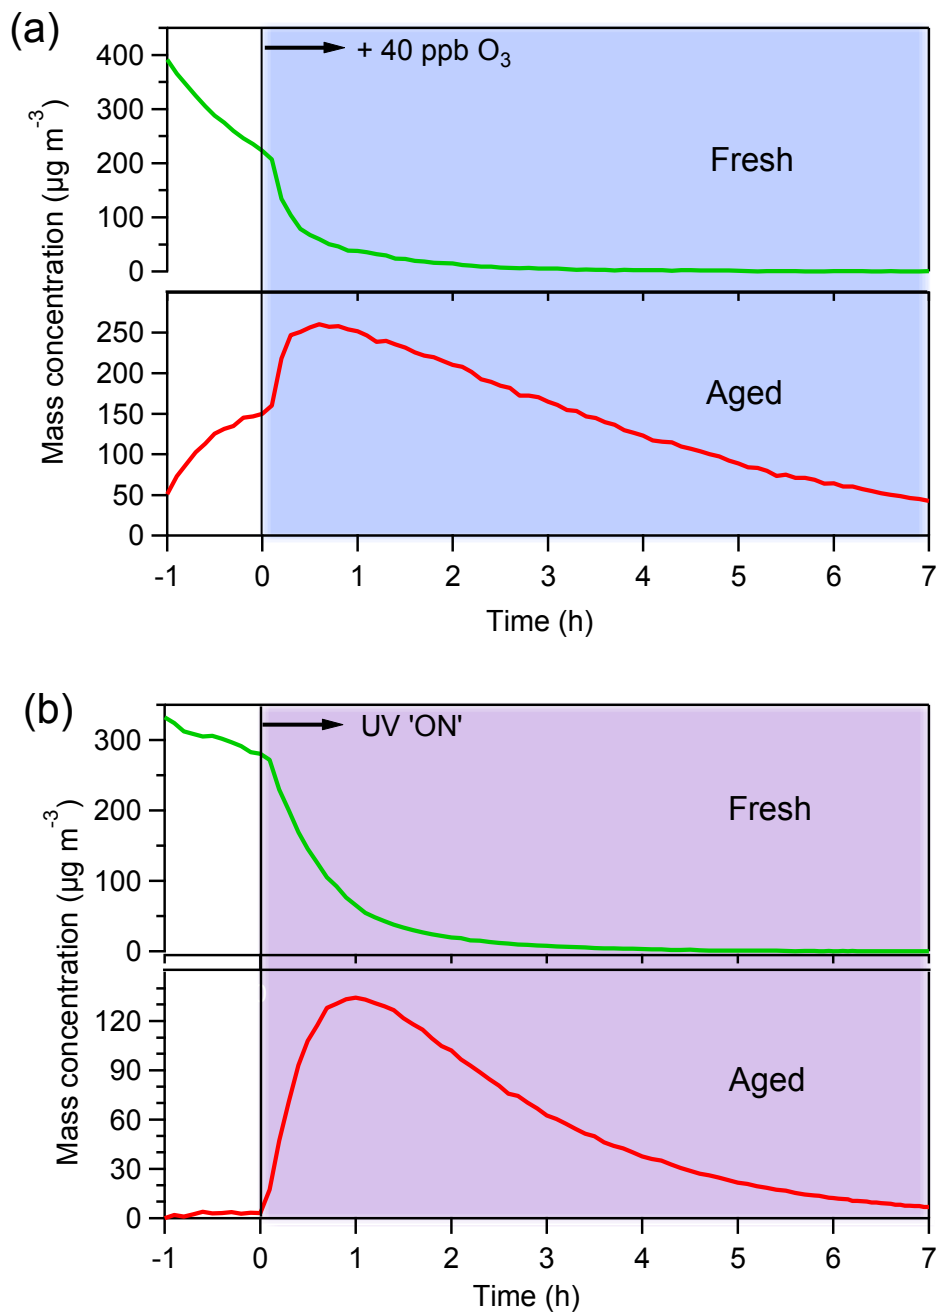 (a)
+ 40 ppb O₃
Mass concentration (µg m⁻³)
400
300
200
100
0
Fresh
250
200
150
100
50
0
Aged
-1 0 1 2 3 4 5 6 7
Time (h)
(b)
UV 'ON'
Mass concentration (µg m⁻³)
300
200
100
0
Fresh
120
90
60
30
0
Aged
-1 0 1 2 3 4 5 6 7
Time (h)